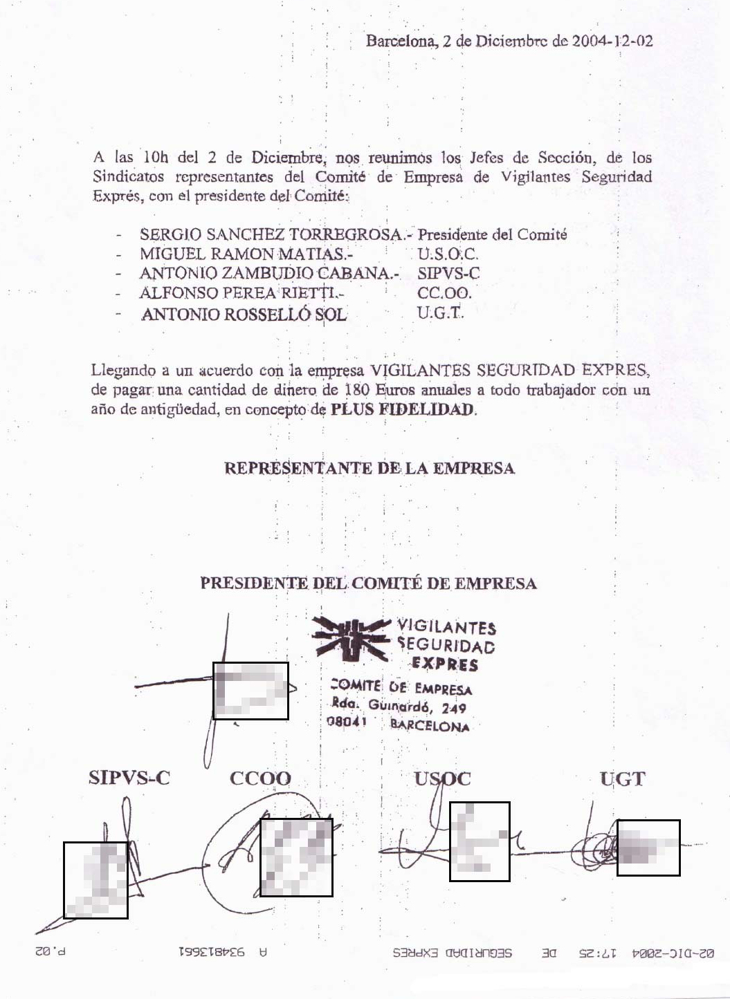 Barcelona, 2 de Diciembre de 2004-12-02
A las 10h del 2 de Diciembre, nos reunimos los Jefes de Sección, de los
Sindicatos representantes del Comité de Empresa de Vigilantes Seguridad
Exprés, con el presidente del Comité:
- SERGIO SANCHEZ TORREGROSA.- Presidente del Comité
- MIGUEL RAMON MATIAS.- U.S.O.C.
- ANTONIO ZAMBUDIO CABANA.- SIPVS-C
- ALFONSO PEREA RIETTI.- CC.OO.
- ANTONIO ROSSELLÓ SOL U.G.T.
Llegando a un acuerdo con la empresa VIGILANTES SEGURIDAD EXPRES,
de pagar una cantidad de dinero de 180 Euros anuales a todo trabajador con un
año de antigüedad, en concepto de PLUS FIDELIDAD.
REPRESENTANTE DE LA EMPRESA
PRESIDENTE DEL COMITÉ DE EMPRESA
VIGILANTES
SEGURIDAD
EXPRES
COMITE DE EMPRESA
Rda. Guinardó, 249
08041 BARCELONA
SIPVS-C CCOO USOC UGT
02-DIC-2004 17:25 DE SEGURIDAD EXPRES A 934813661 P.02